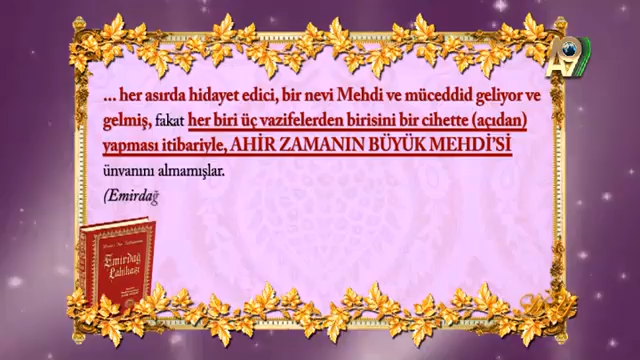 A9
... her asırda hidayet edici, bir nevi Mehdi ve müceddid geliyor ve
gelmiş, fakat her biri üç vazifelerden birisini bir cihette (açıdan)
yapması itibariyle, AHİR ZAMANIN BÜYÜK MEHDİ'Sİ
ünvanını almamışlar.
(Emirdağ
Emirdağ
Lahikası